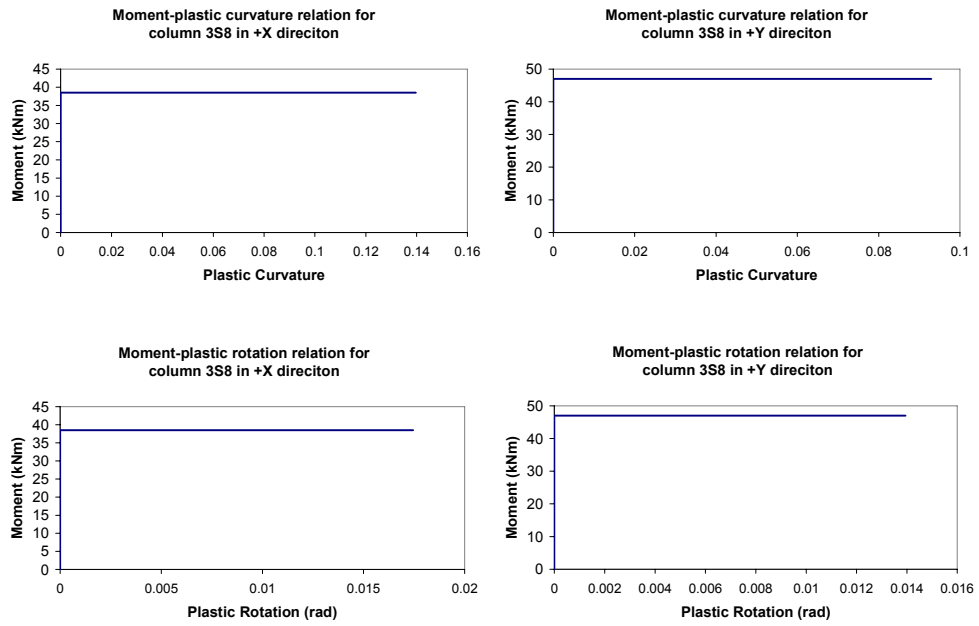 Moment-plastic curvature relation for
column 3S8 in +X direciton
45
40
35
30
25
20
15
10
5
0
Moment (kNm)
0 0.02 0.04 0.06 0.08 0.1 0.12 0.14 0.16
Plastic Curvature
Moment-plastic curvature relation for
column 3S8 in +Y direciton
50
40
30
20
10
0
Moment (kNm)
0 0.02 0.04 0.06 0.08 0.1
Plastic Curvature
Moment-plastic rotation relation for
column 3S8 in +X direciton
45
40
35
30
25
20
15
10
5
0
Moment (kNm)
0 0.005 0.01 0.015 0.02
Plastic Rotation (rad)
Moment-plastic rotation relation for
column 3S8 in +Y direciton
50
40
30
20
10
0
Moment (kNm)
0 0.002 0.004 0.006 0.008 0.01 0.012 0.014 0.016
Plastic Rotation (rad)